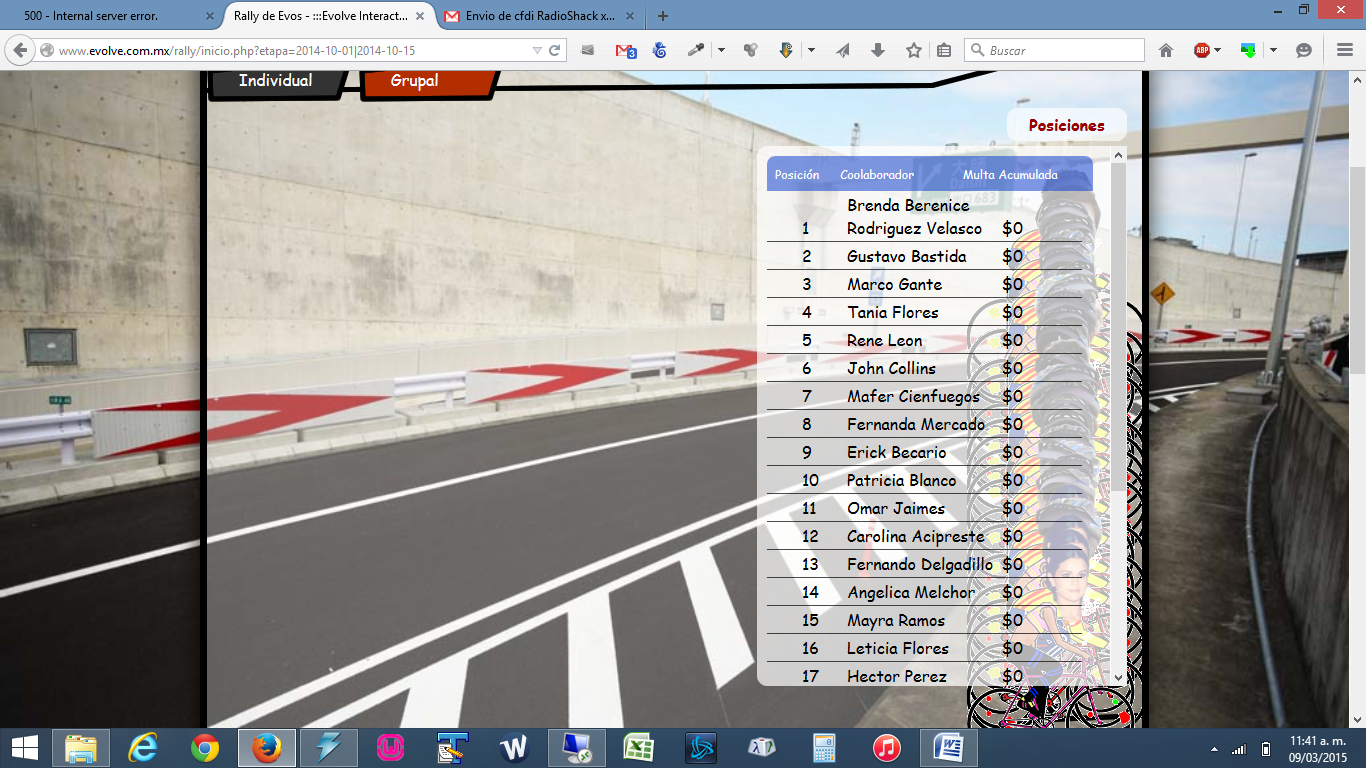 500 - Internal server error.
Rally de Evos - :::Evolve Interact...
Envio de cfdi RadioShack x...
www.evolve.com.mx/rally/inicio.php?etapa=2014-10-01|2014-10-15
3
Buscar
ABP
Individual
Grupal
Posiciones
Posición Coolaborador Multa Acumulada
Brenda Berenice
1 Rodriguez Velasco $0
2 Gustavo Bastida $0
3 Marco Gante $0
4 Tania Flores $0
5 Rene Leon $0
6 John Collins $0
7 Mafer Cienfuegos $0
8 Fernanda Mercado $0
9 Erick Becario $0
10 Patricia Blanco $0
11 Omar Jaimes $0
12 Carolina Acipreste $0
13 Fernando Delgadillo $0
14 Angelica Melchor $0
15 Mayra Ramos $0
16 Leticia Flores $0
17 Hector Perez $0
11:41 a. m.
09/03/2015